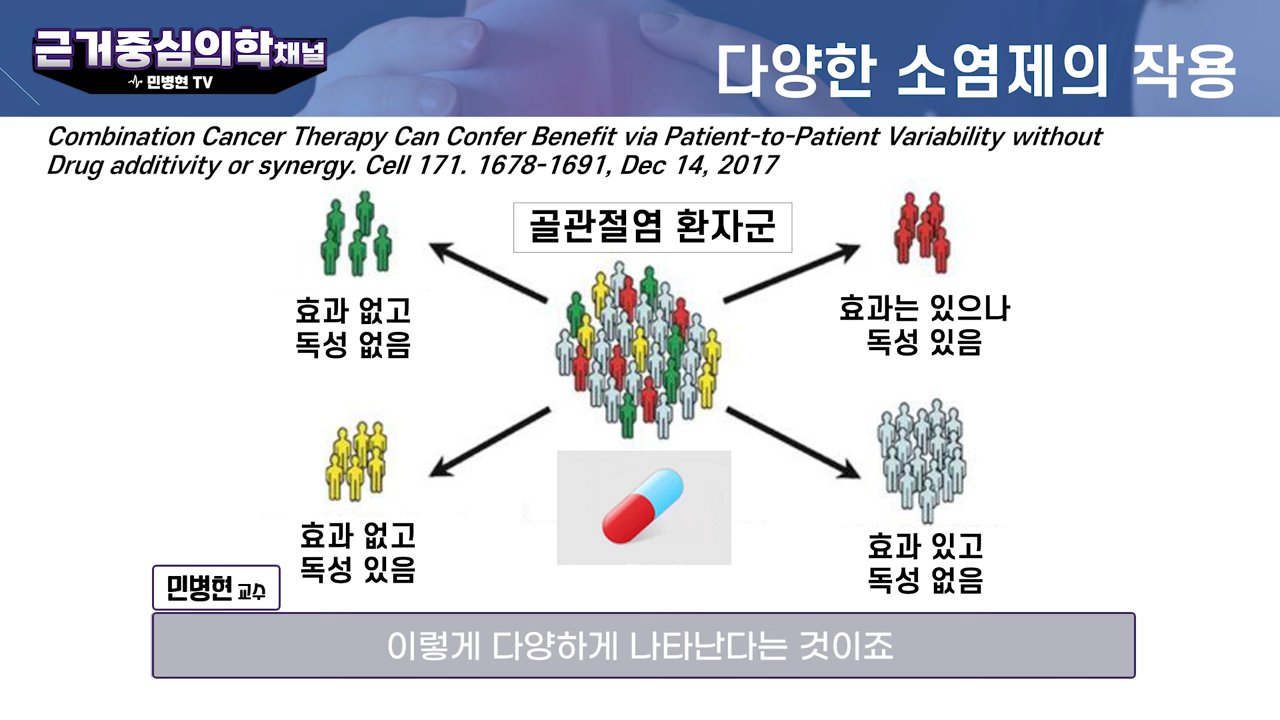 근거중심의학채널
민병현 TV
다양한 소염제의 작용
Combination Cancer Therapy Can Confer Benefit via Patient-to-Patient Variability without
Drug additivity or synergy. Cell 171. 1678-1691, Dec 14, 2017
골관절염 환자군
효과 없고
독성 없음
효과는 있으나
독성 있음
효과 없고
독성 있음
효과 있고
독성 없음
민병현 교수
이렇게 다양하게 나타난다는 것이죠